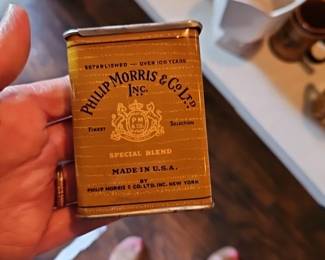 ESTABLISHED — OVER 100 YEARS
PHILIP MORRIS & CO. LTD
INC.
FINEST SELECTION
SPECIAL BLEND
MADE IN U.S.A.
BY
PHILIP MORRIS & CO. LTD. INC. NEW YORK